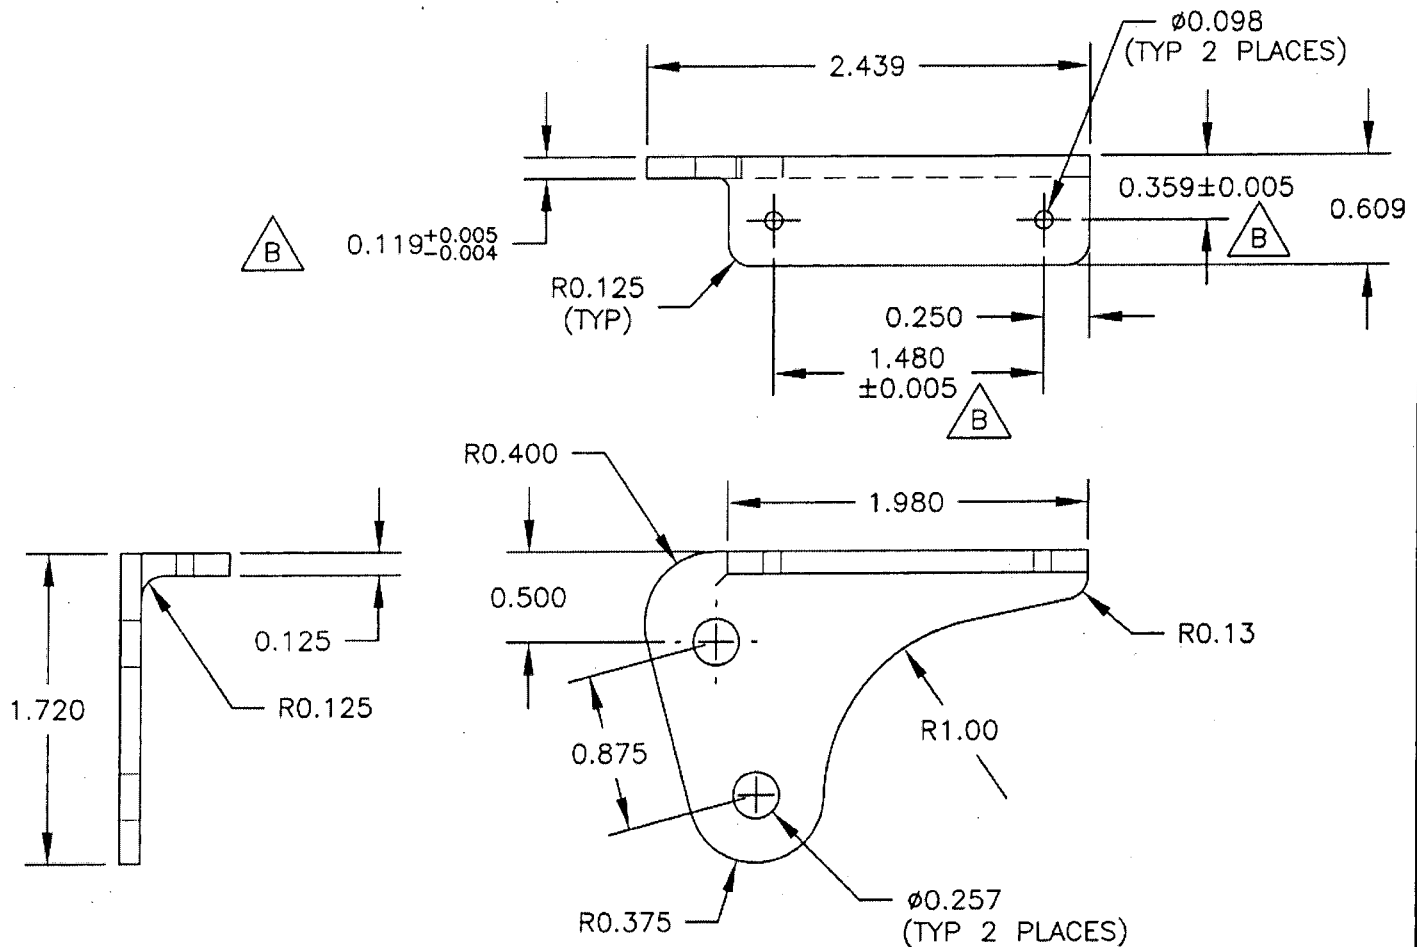 ⌀0.098
(TYP 2 PLACES)
2.439
0.359±0.005
0.609
B
0.119+0.005
-0.004
B
R0.125
(TYP)
0.250
1.480
±0.005
B
R0.400
1.980
0.500
0.125
R0.13
R0.125
1.720
R1.00
0.875
⌀0.257
(TYP 2 PLACES)
R0.375